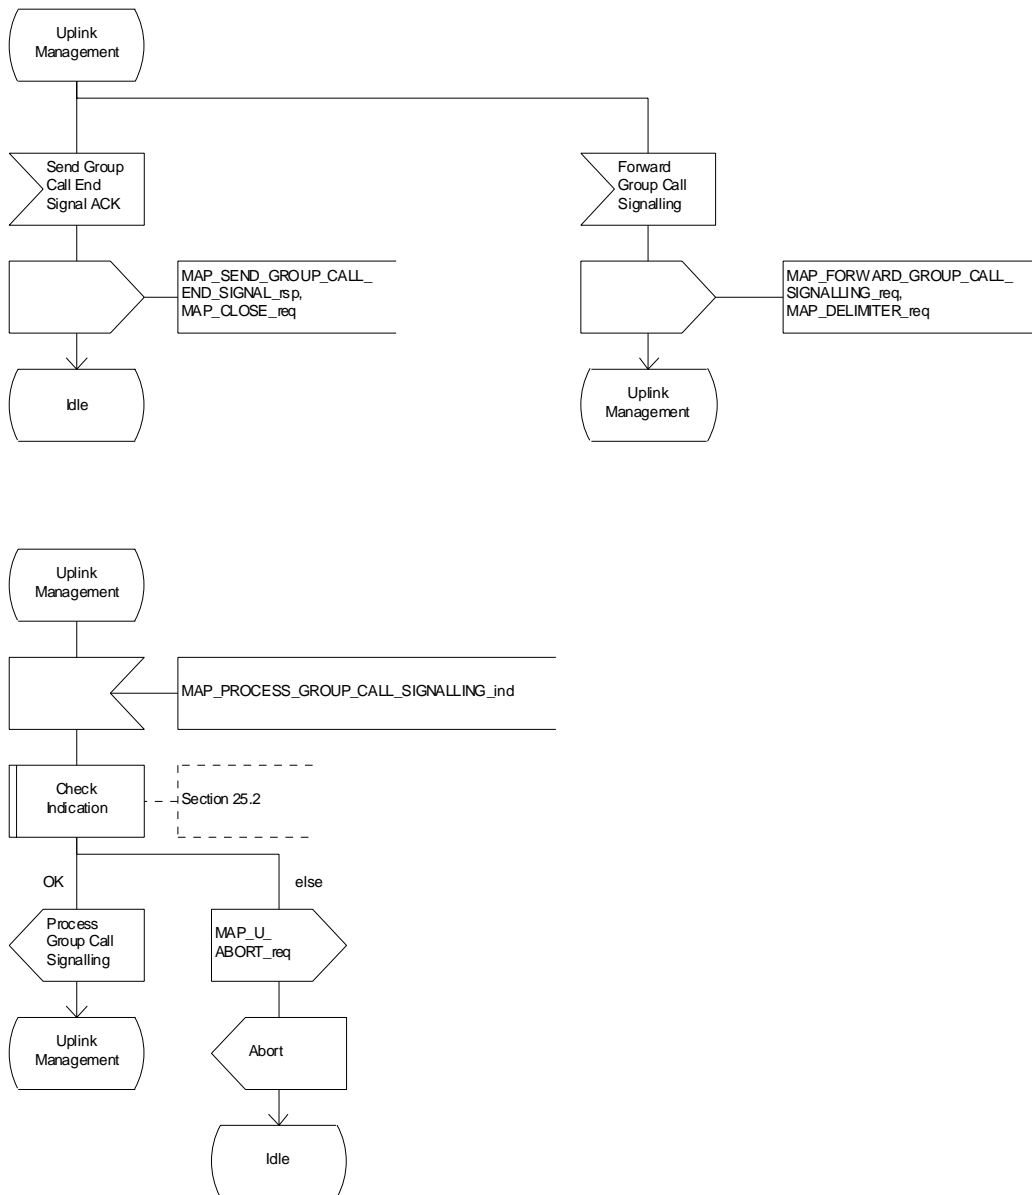 Uplink
Management
Send Group
Call End
Signal ACK
Forward
Group Call
Signalling
MAP_SEND_GROUP_CALL_
END_SIGNAL_rsp,
MAP_CLOSE_req
MAP_FORWARD_GROUP_CALL_
SIGNALLING_req,
MAP_DELIMITER_req
Idle
Uplink
Management
Uplink
Management
MAP_PROCESS_GROUP_CALL_SIGNALLING_ind
Check
Indication
Section 25.2
OK
else
Process
Group Call
Signalling
MAP_U_
ABORT_req
Uplink
Management
Abort
Idle